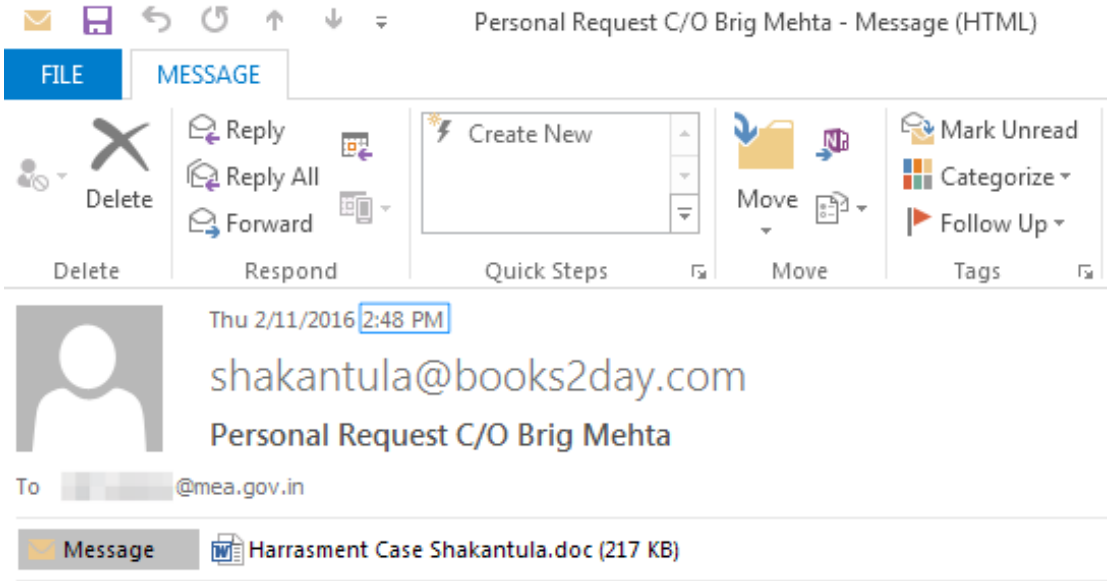 Personal Request C/O Brig Mehta - Message (HTML)
FILE MESSAGE
Delete
Reply
Reply All
Forward
Create New
Move
Mark Unread
Categorize
Follow Up
Delete Respond Quick Steps Move Tags
Thu 2/11/2016 2:48 PM
shakantula@books2day.com
Personal Request C/O Brig Mehta
To @mea.gov.in
Message Harrasment Case Shakantula.doc (217 KB)